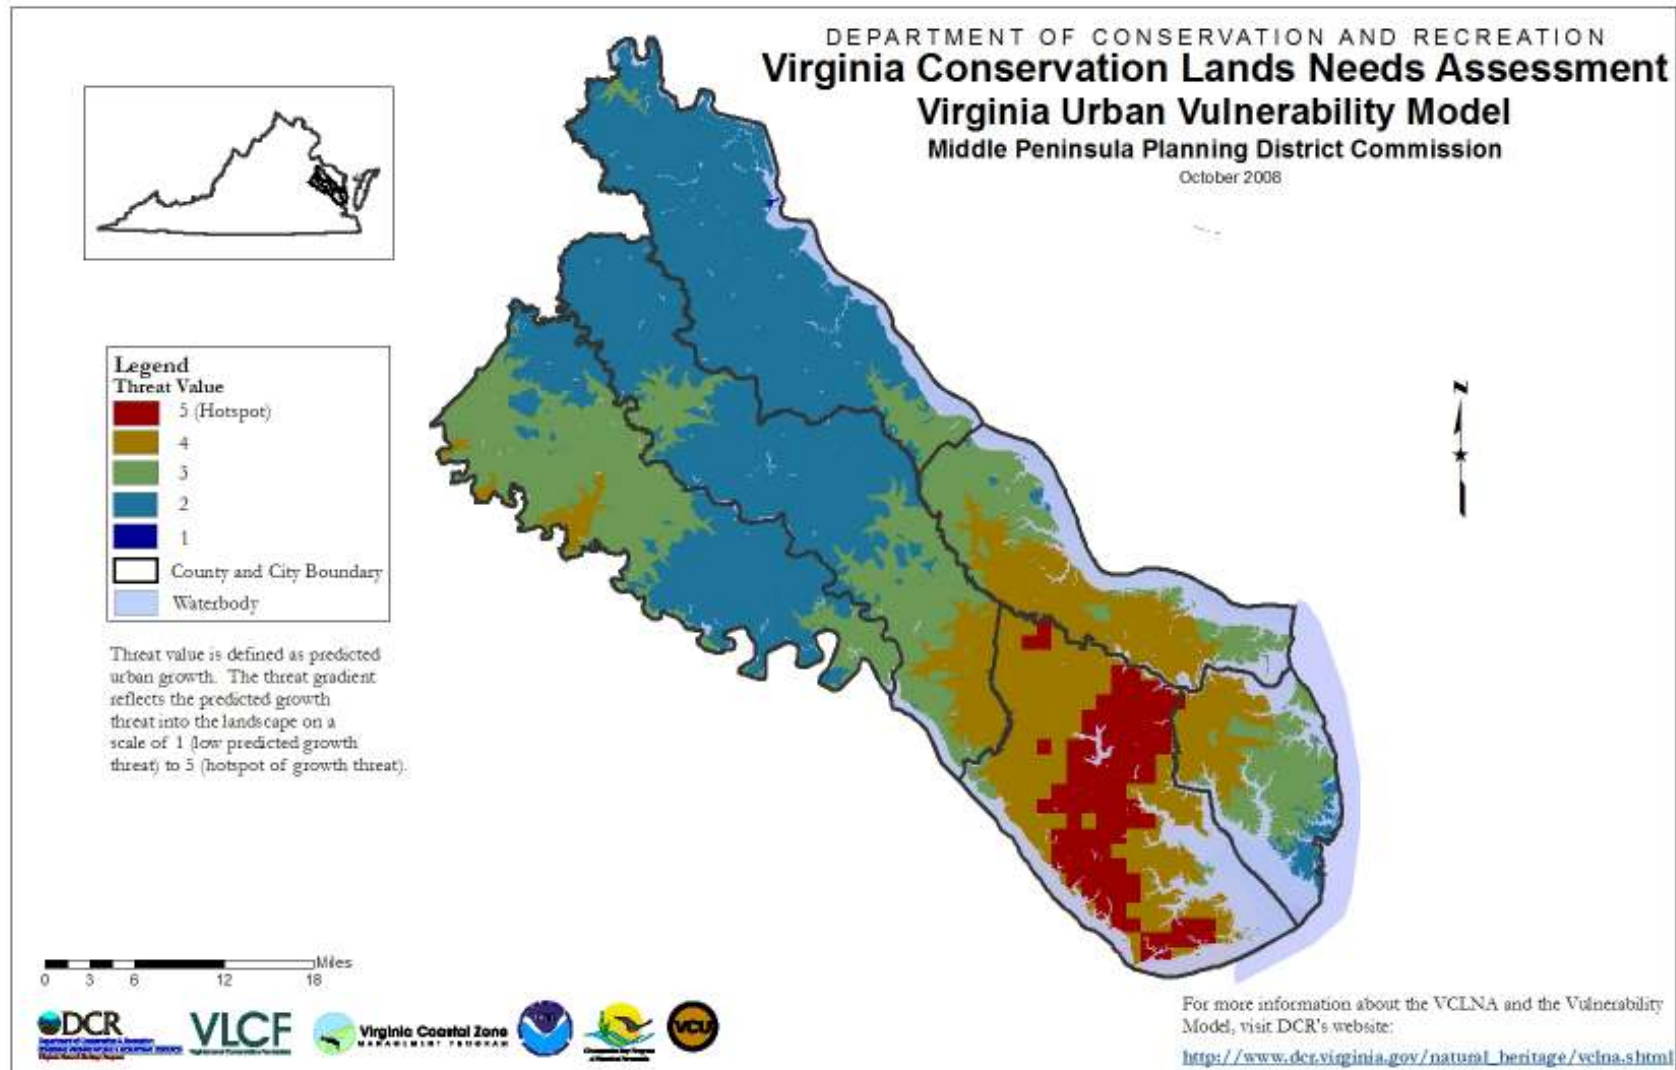 DEPARTMENT OF CONSERVATION AND RECREATION
Virginia Conservation Lands Needs Assessment
Virginia Urban Vulnerability Model
Middle Peninsula Planning District Commission
October 2008
Legend
Threat Value
5 (Hotspot)
4
3
2
1
County and City Boundary
Waterbody
Threat value is defined as predicted
urban growth. The threat gradient
reflects the predicted growth
threat into the landscape on a
scale of 1 (low predicted growth
threat) to 5 (hotspot of growth threat).
N
Miles
0 3 6 12 18
DCR
VLCF
Virginia Coastal Zone
MANAGEMENT PROGRAM
VCU
For more information about the VCLNA and the Vulnerability
Model, visit DCR's website:
http://www.dcr.virginia.gov/natural_heritage/vclna.shtml